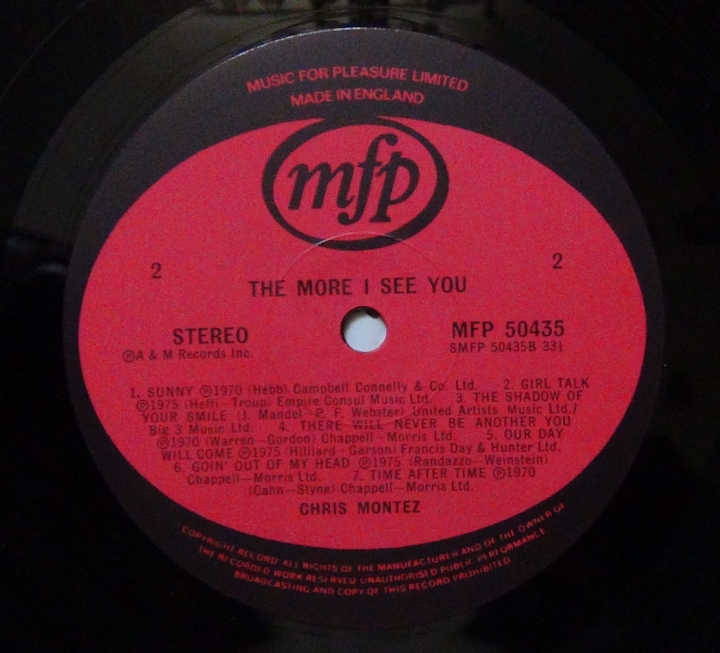 MUSIC FOR PLEASURE LIMITED
MADE IN ENGLAND
mfp
2 2
THE MORE I SEE YOU
STEREO MFP 50435
Ⓟ A & M Records Inc. SMFP 50435B 33⅓
1. SUNNY Ⓟ1970 (Hebb) Campbell Connelly & Co. Ltd. 2. GIRL TALK
Ⓟ1975 (Hefti—Troup) Empire Consul Music Ltd. 3. THE SHADOW OF
YOUR SMILE (J. Mandel—P. F. Webster) United Artists Music Ltd./
Big 3 Music Ltd. 4. THERE WILL NEVER BE ANOTHER YOU
Ⓟ1970 (Warren—Gordon) Chappell—Morris Ltd. 5. OUR DAY
WILL COME Ⓟ1975 (Hilliard—Garson) Francis Day & Hunter Ltd.
6. GOIN' OUT OF MY HEAD Ⓟ1975 (Randazzo—Weinstein)
Chappell—Morris Ltd. 7. TIME AFTER TIME Ⓟ1970
(Cahn—Styne) Chappell—Morris Ltd.
CHRIS MONTEZ
COPYRIGHT RECORD ALL RIGHTS OF THE MANUFACTURER AND OF THE OWNER OF
THE RECORDED WORK RESERVED UNAUTHORISED PUBLIC PERFORMANCE
BROADCASTING AND COPY OF THIS RECORD PROHIBITED